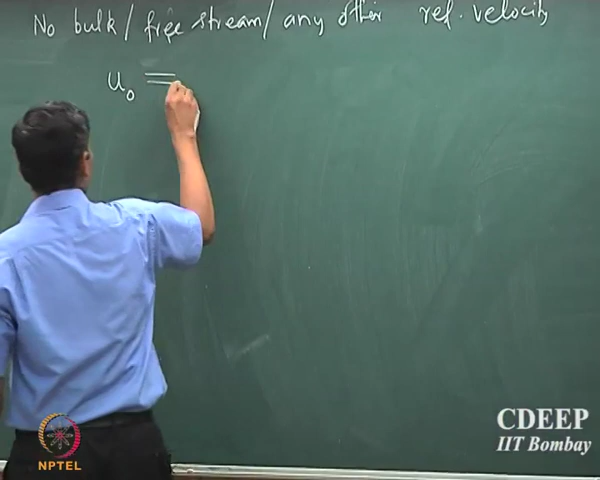 No bulk / free stream / any other ref. velocity
u₀ =
CDEEP
IIT Bombay
NPTEL